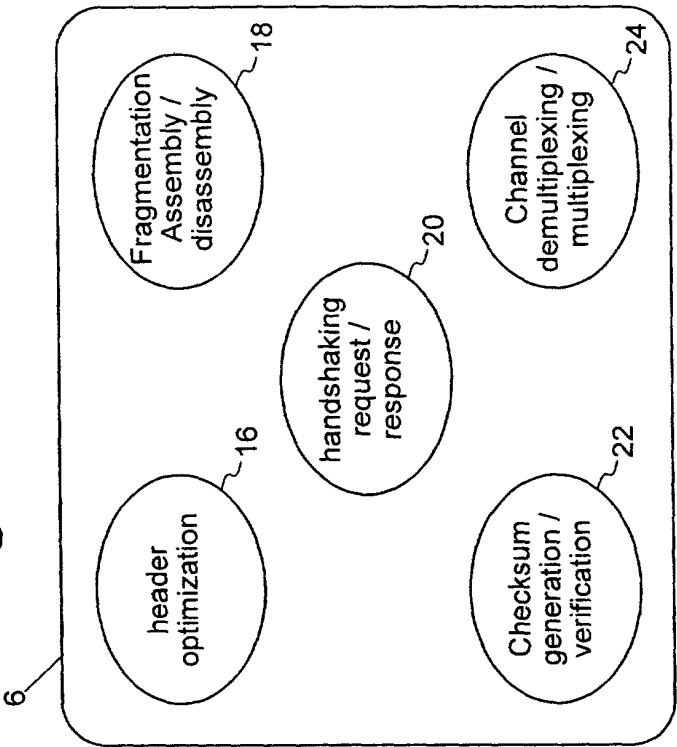 6
header
optimization
16
Fragmentation
Assembly /
disassembly
18
handshaking
request /
response
20
Checksum
generation /
verification
22
Channel
demultiplexing /
multiplexing
24